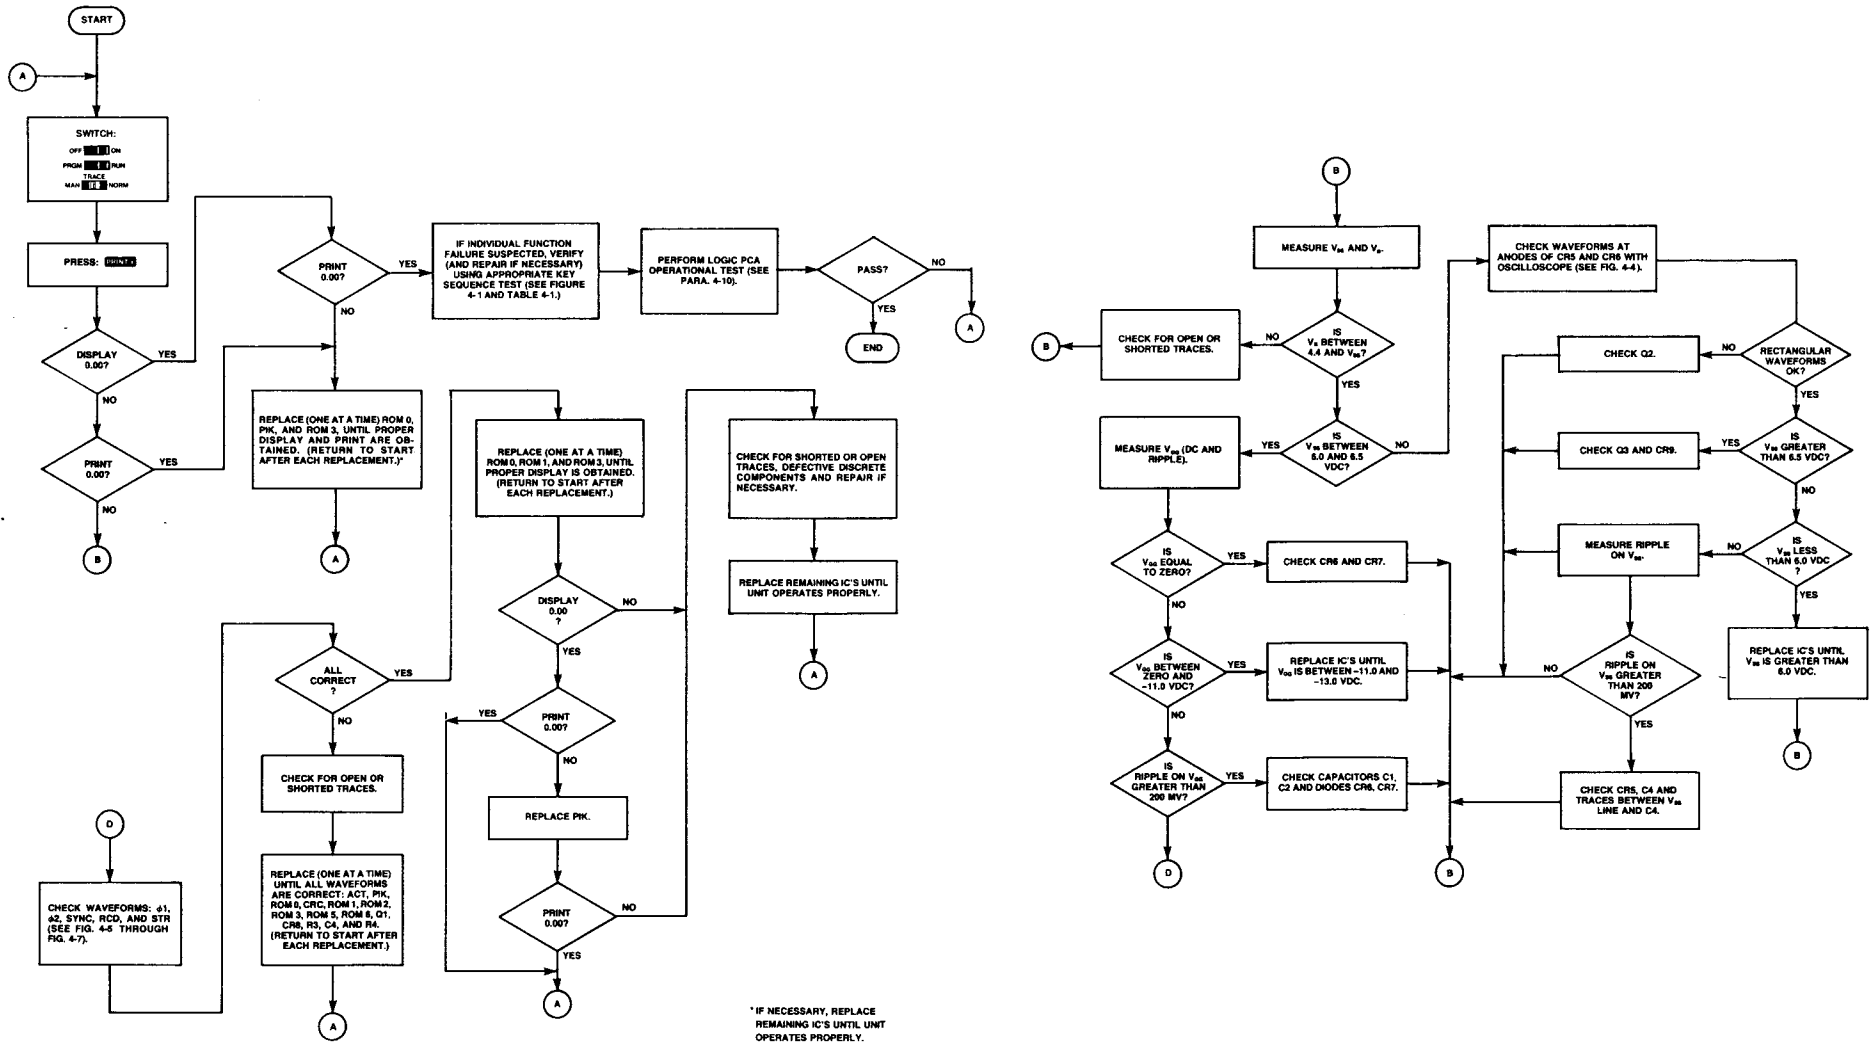 START
A
SWITCH:
OFF ON
PRGM RUN
TRACE
MAN NORM
PRESS:
DISPLAY
0.00?
YES
NO
PRINT
0.00?
YES
NO
B
PRINT
0.00?
YES
NO
REPLACE (ONE AT A TIME) ROM 0,
PIK, AND ROM 3, UNTIL PROPER
DISPLAY AND PRINT ARE OB-
TAINED. (RETURN TO START
AFTER EACH REPLACEMENT.)*
A
IF INDIVIDUAL FUNCTION
FAILURE SUSPECTED, VERIFY
(AND REPAIR IF NECESSARY)
USING APPROPRIATE KEY
SEQUENCE TEST (SEE FIGURE
4-1 AND TABLE 4-1.)
PERFORM LOGIC PCA
OPERATIONAL TEST (SEE
PARA. 4-10).
PASS?
NO
YES
A
END
D
CHECK WAVEFORMS: ϕ1,
ϕ2, SYNC, RCD, AND STR
(SEE FIG. 4-5 THROUGH
FIG. 4-7).
ALL
CORRECT
?
YES
NO
CHECK FOR OPEN OR
SHORTED TRACES.
REPLACE (ONE AT A TIME)
UNTIL ALL WAVEFORMS
ARE CORRECT: ACT, PIK,
ROM 0, CRC, ROM 1, ROM 2,
ROM 3, ROM 5, ROM 6, Q1,
CR8, R3, C4, AND R4.
(RETURN TO START AFTER
EACH REPLACEMENT.)
A
REPLACE (ONE AT A TIME)
ROM 0, ROM 1, AND ROM 3, UNTIL
PROPER DISPLAY IS OBTAINED.
(RETURN TO START AFTER
EACH REPLACEMENT.)
DISPLAY
0.00
?
NO
YES
PRINT
0.00?
YES
NO
REPLACE PIK.
PRINT
0.00?
NO
YES
A
CHECK FOR SHORTED OR OPEN
TRACES, DEFECTIVE DISCRETE
COMPONENTS AND REPAIR IF
NECESSARY.
REPLACE REMAINING IC'S UNTIL
UNIT OPERATES PROPERLY.
A
* IF NECESSARY, REPLACE
REMAINING IC'S UNTIL UNIT
OPERATES PROPERLY.
B
MEASURE VSS AND VB.
IS
VB BETWEEN
4.4 AND VSS?
NO
YES
CHECK FOR OPEN OR
SHORTED TRACES.
B
IS
VSS BETWEEN
6.0 AND 6.5
VDC?
YES
NO
MEASURE VGG (DC AND
RIPPLE).
IS
VGG EQUAL
TO ZERO?
YES
NO
CHECK CR6 AND CR7.
IS
VGG BETWEEN
ZERO AND
-11.0 VDC?
YES
NO
REPLACE IC'S UNTIL
VGG IS BETWEEN -11.0 AND
-13.0 VDC.
IS
RIPPLE ON VGG
GREATER THAN
200 MV?
YES
CHECK CAPACITORS C1,
C2 AND DIODES CR6, CR7.
D
B
CHECK WAVEFORMS AT
ANODES OF CR5 AND CR6 WITH
OSCILLOSCOPE (SEE FIG. 4-4).
RECTANGULAR
WAVEFORMS
OK?
NO
YES
CHECK Q2.
IS
VSS GREATER
THAN 6.5 VDC?
YES
NO
CHECK Q3 AND CR9.
IS
VSS LESS
THAN 6.0 VDC
?
NO
YES
MEASURE RIPPLE
ON VSS.
IS
RIPPLE ON
VSS GREATER
THAN 200
MV?
NO
YES
CHECK CR5, C4 AND
TRACES BETWEEN VSS
LINE AND C4.
REPLACE IC'S UNTIL
VSS IS GREATER THAN
6.0 VDC.
B